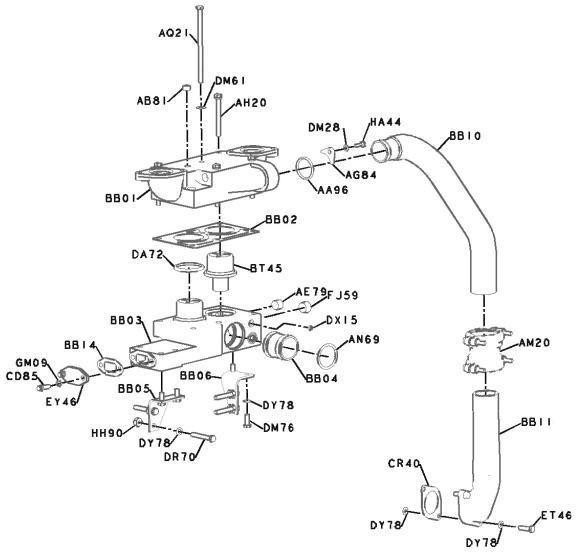 AQ21
DM61
AB81
AH20
DM28
HA44
BB10
AG84
AA96
BB01
BB02
DA72
BT45
AE79
FJ59
BB03
DX15
BB14
AN69
AM20
GM09
CD85
BB06
BB04
EY46
BB05
DY78
HH90
DY78
DM76
DR70
BB11
CR40
ET46
DY78
DY78